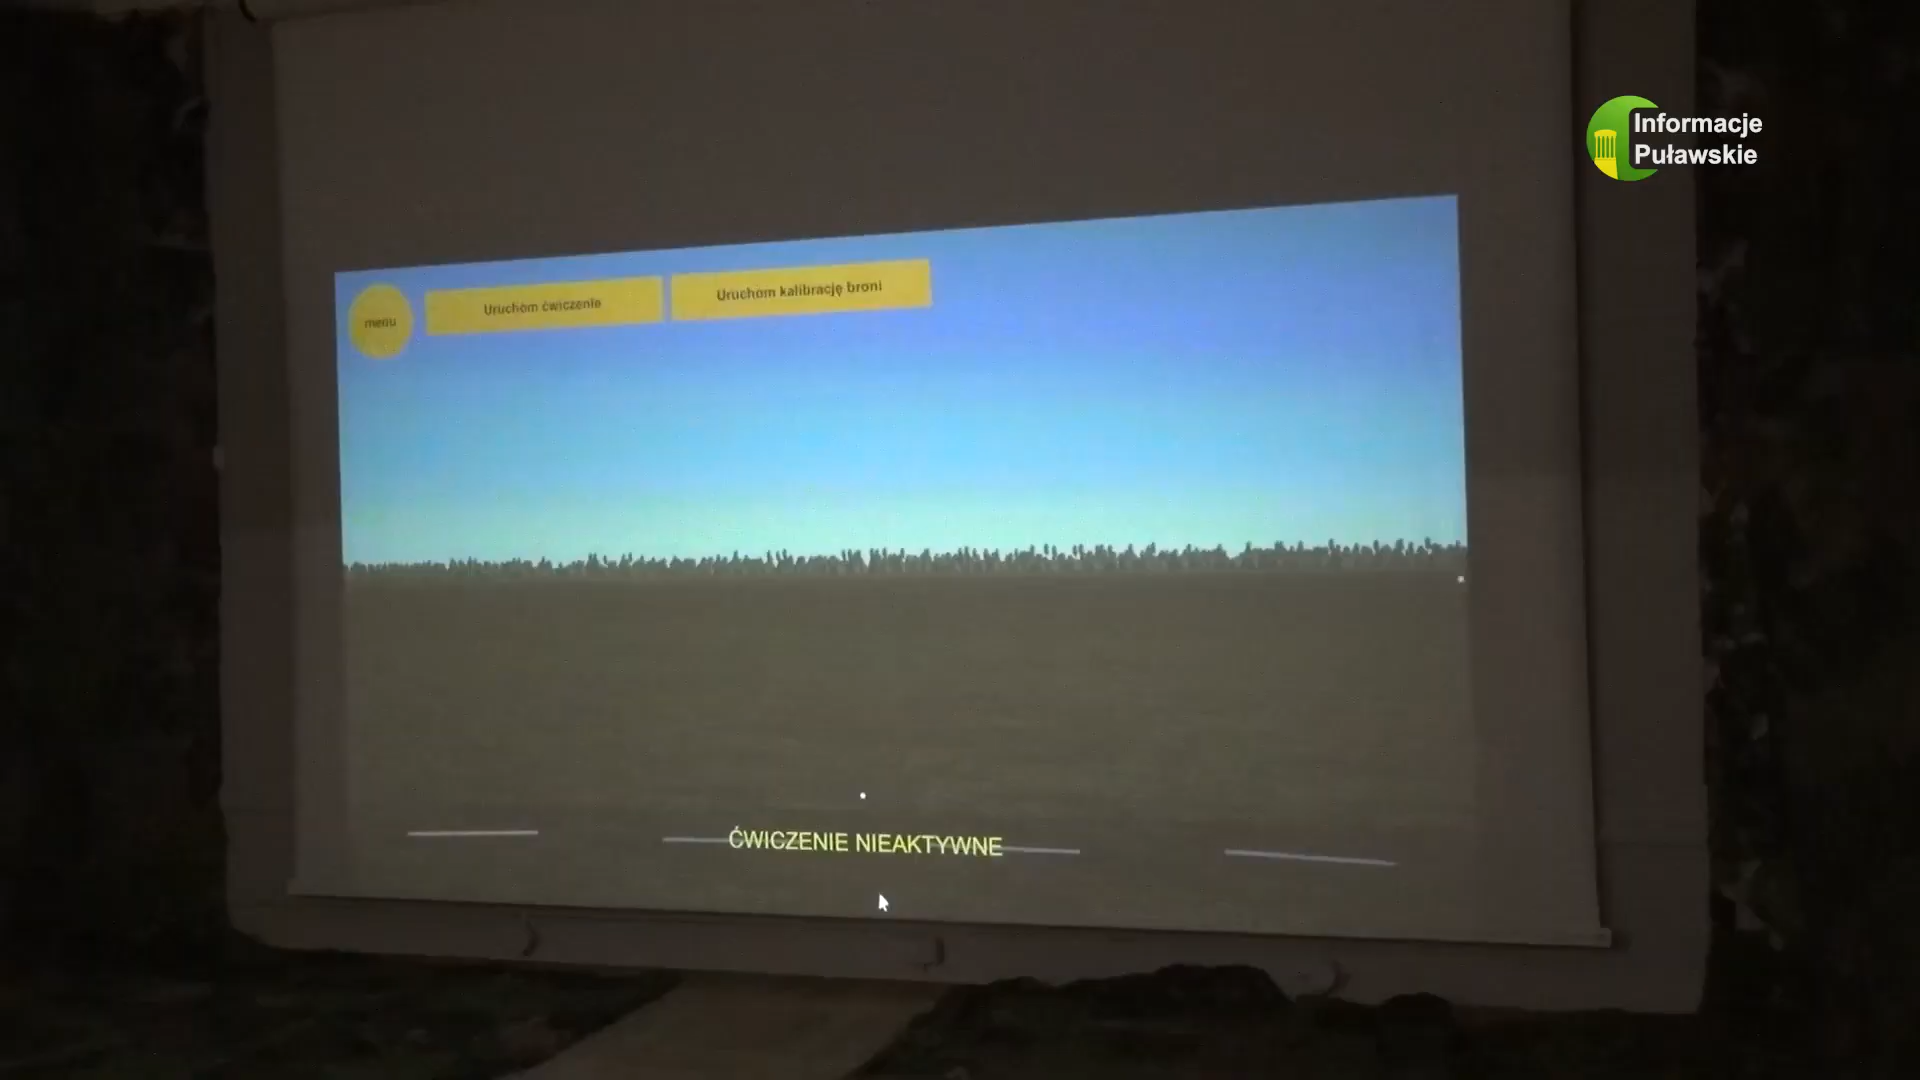 Informacje
Puławskie
menu
Uruchom ćwiczenie
Uruchom kalibrację broni
ĆWICZENIE NIEAKTYWNE